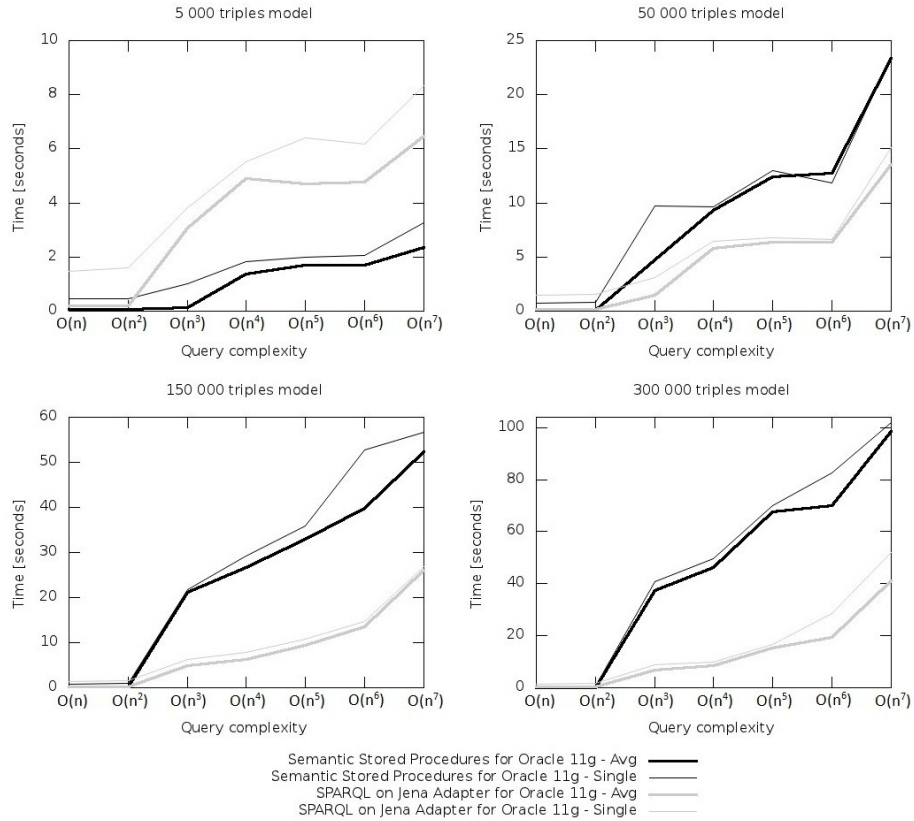 5 000 triples model
10
8
6
4
2
0
Time [seconds]
O(n) O(n²) O(n³) O(n⁴) O(n⁵) O(n⁶) O(n⁷)
Query complexity
50 000 triples model
25
20
15
10
5
0
Time [seconds]
O(n) O(n²) O(n³) O(n⁴) O(n⁵) O(n⁶) O(n⁷)
Query complexity
150 000 triples model
60
50
40
30
20
10
0
Time [seconds]
O(n) O(n²) O(n³) O(n⁴) O(n⁵) O(n⁶) O(n⁷)
Query complexity
300 000 triples model
100
80
60
40
20
0
Time [seconds]
O(n) O(n²) O(n³) O(n⁴) O(n⁵) O(n⁶) O(n⁷)
Query complexity
Semantic Stored Procedures for Oracle 11g - Avg
Semantic Stored Procedures for Oracle 11g - Single
SPARQL on Jena Adapter for Oracle 11g - Avg
SPARQL on Jena Adapter for Oracle 11g - Single